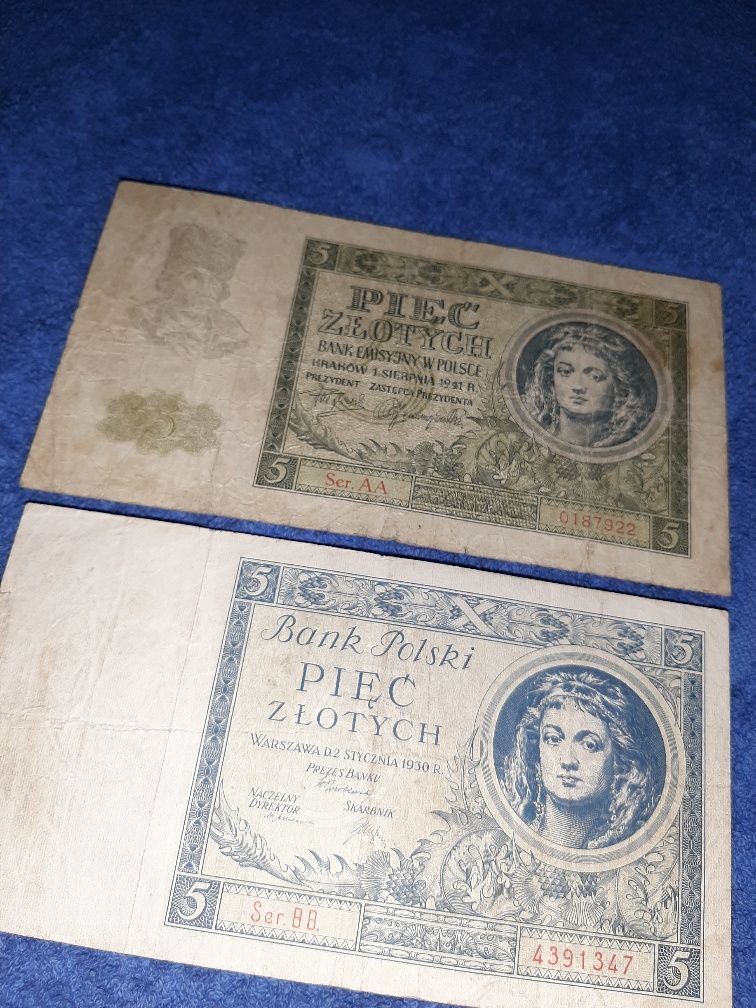 5
5
PIĘĆ
ZŁOTYCH
BANK EMISYJNY W POLSCE
KRAKÓW 1 SIERPNIA 1941 R.
PREZYDENT ZASTĘPCA PREZYDENTA
5
5 Ser. AA
0187922 5
5
5
Bank Polski
PIĘĆ
ZŁOTYCH
WARSZAWA D. 2 STYCZNIA 1930 R.
PREZES BANKU
NACZELNY
DYREKTOR SKARBNIK
5 Ser. BB.
4391347 5